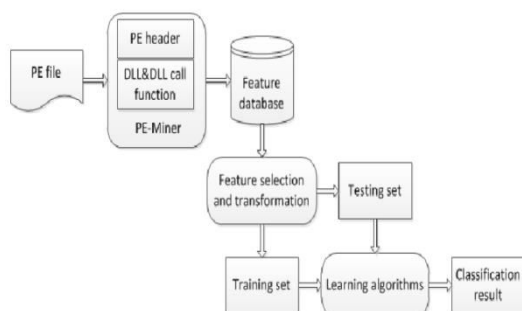 PE header
PE file
DLL&DLL call
function
PE-Miner
Feature
database
Feature selection
and transformation
Testing set
Training set
Learning algorithms
Classification
result